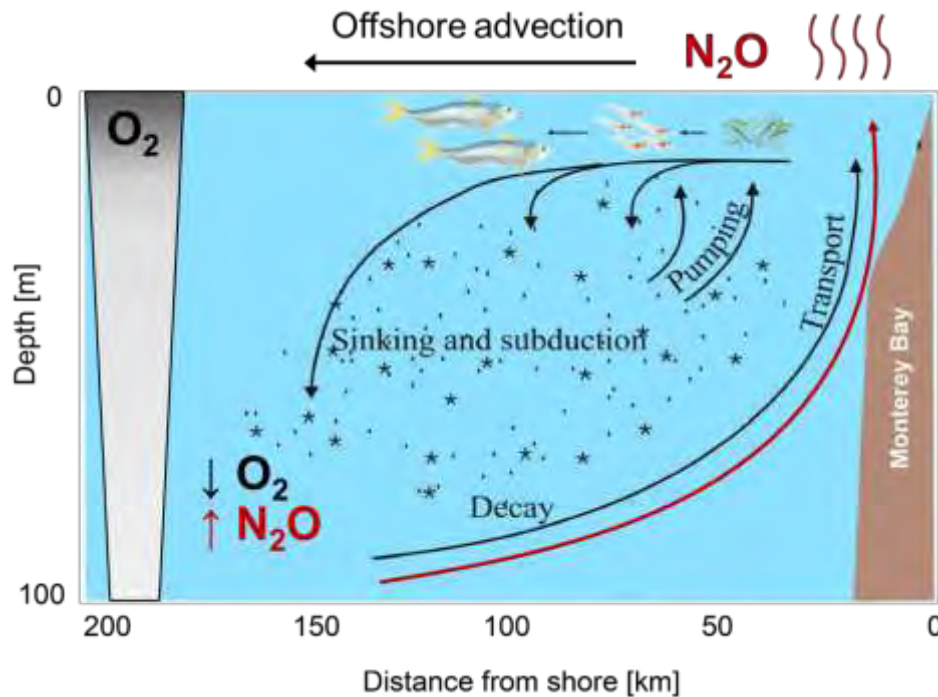 Offshore advection
N₂O
0
O₂
Pumping
Transport
Sinking and subduction
Depth [m]
Monterey Bay
↓ O₂
↑ N₂O
Decay
100
200 150 100 50 0
Distance from shore [km]